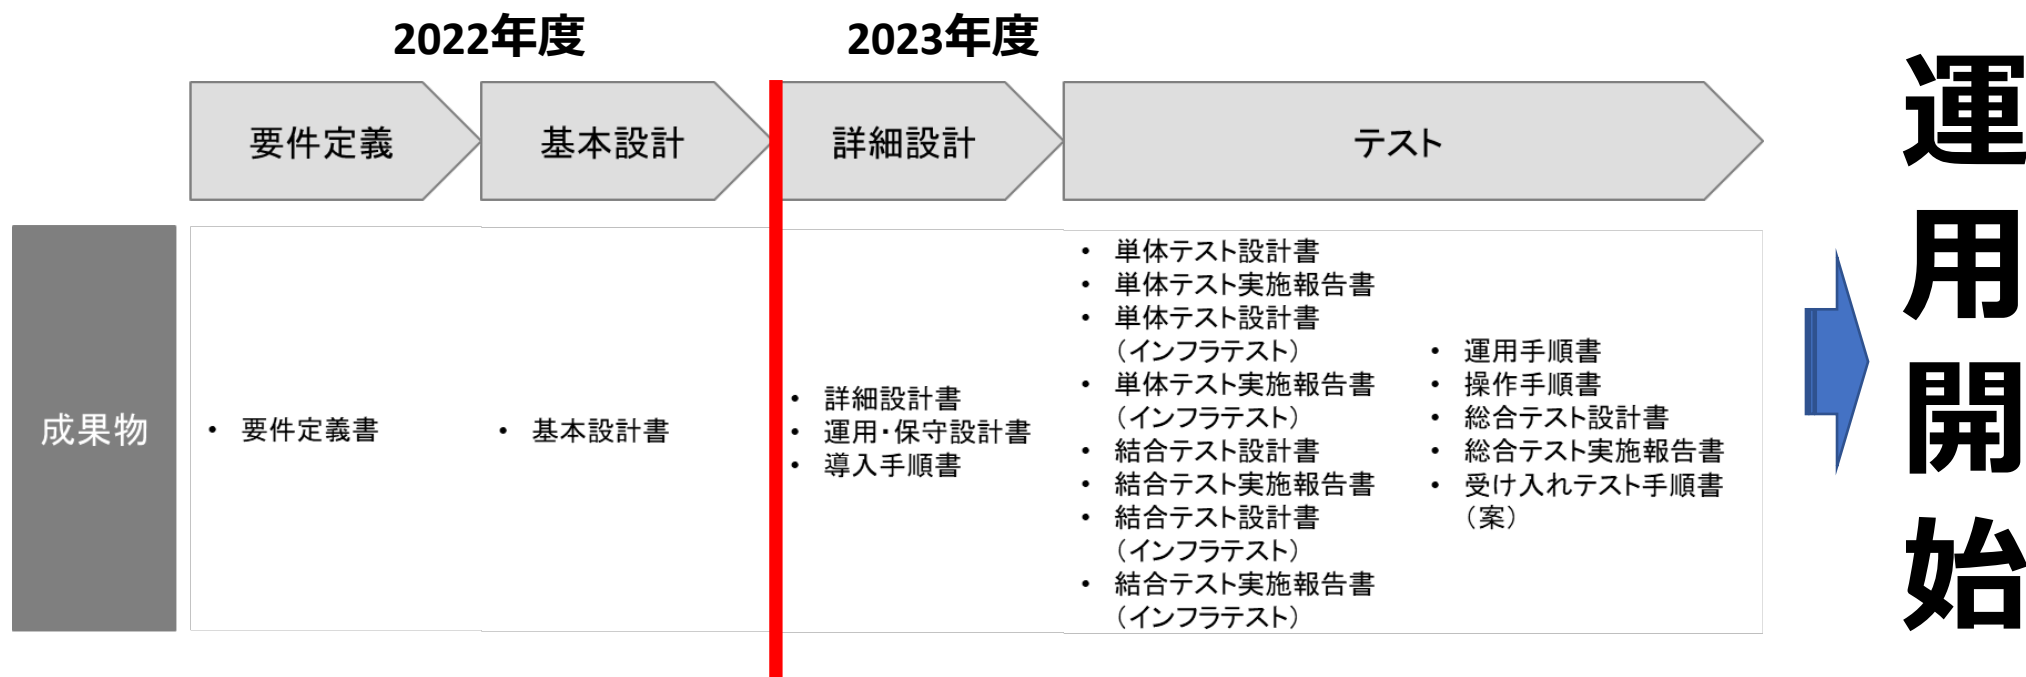 2022年度
2023年度
要件定義
基本設計
詳細設計
テスト
成果物
• 要件定義書
• 基本設計書
• 詳細設計書
• 運用・保守設計書
• 導入手順書
• 単体テスト設計書
• 単体テスト実施報告書
• 単体テスト設計書
（インフラテスト）
• 単体テスト実施報告書
（インフラテスト）
• 結合テスト設計書
• 結合テスト実施報告書
• 結合テスト設計書
（インフラテスト）
• 結合テスト実施報告書
（インフラテスト）
• 運用手順書
• 操作手順書
• 総合テスト設計書
• 総合テスト実施報告書
• 受け入れテスト手順書
（案）
運用開始